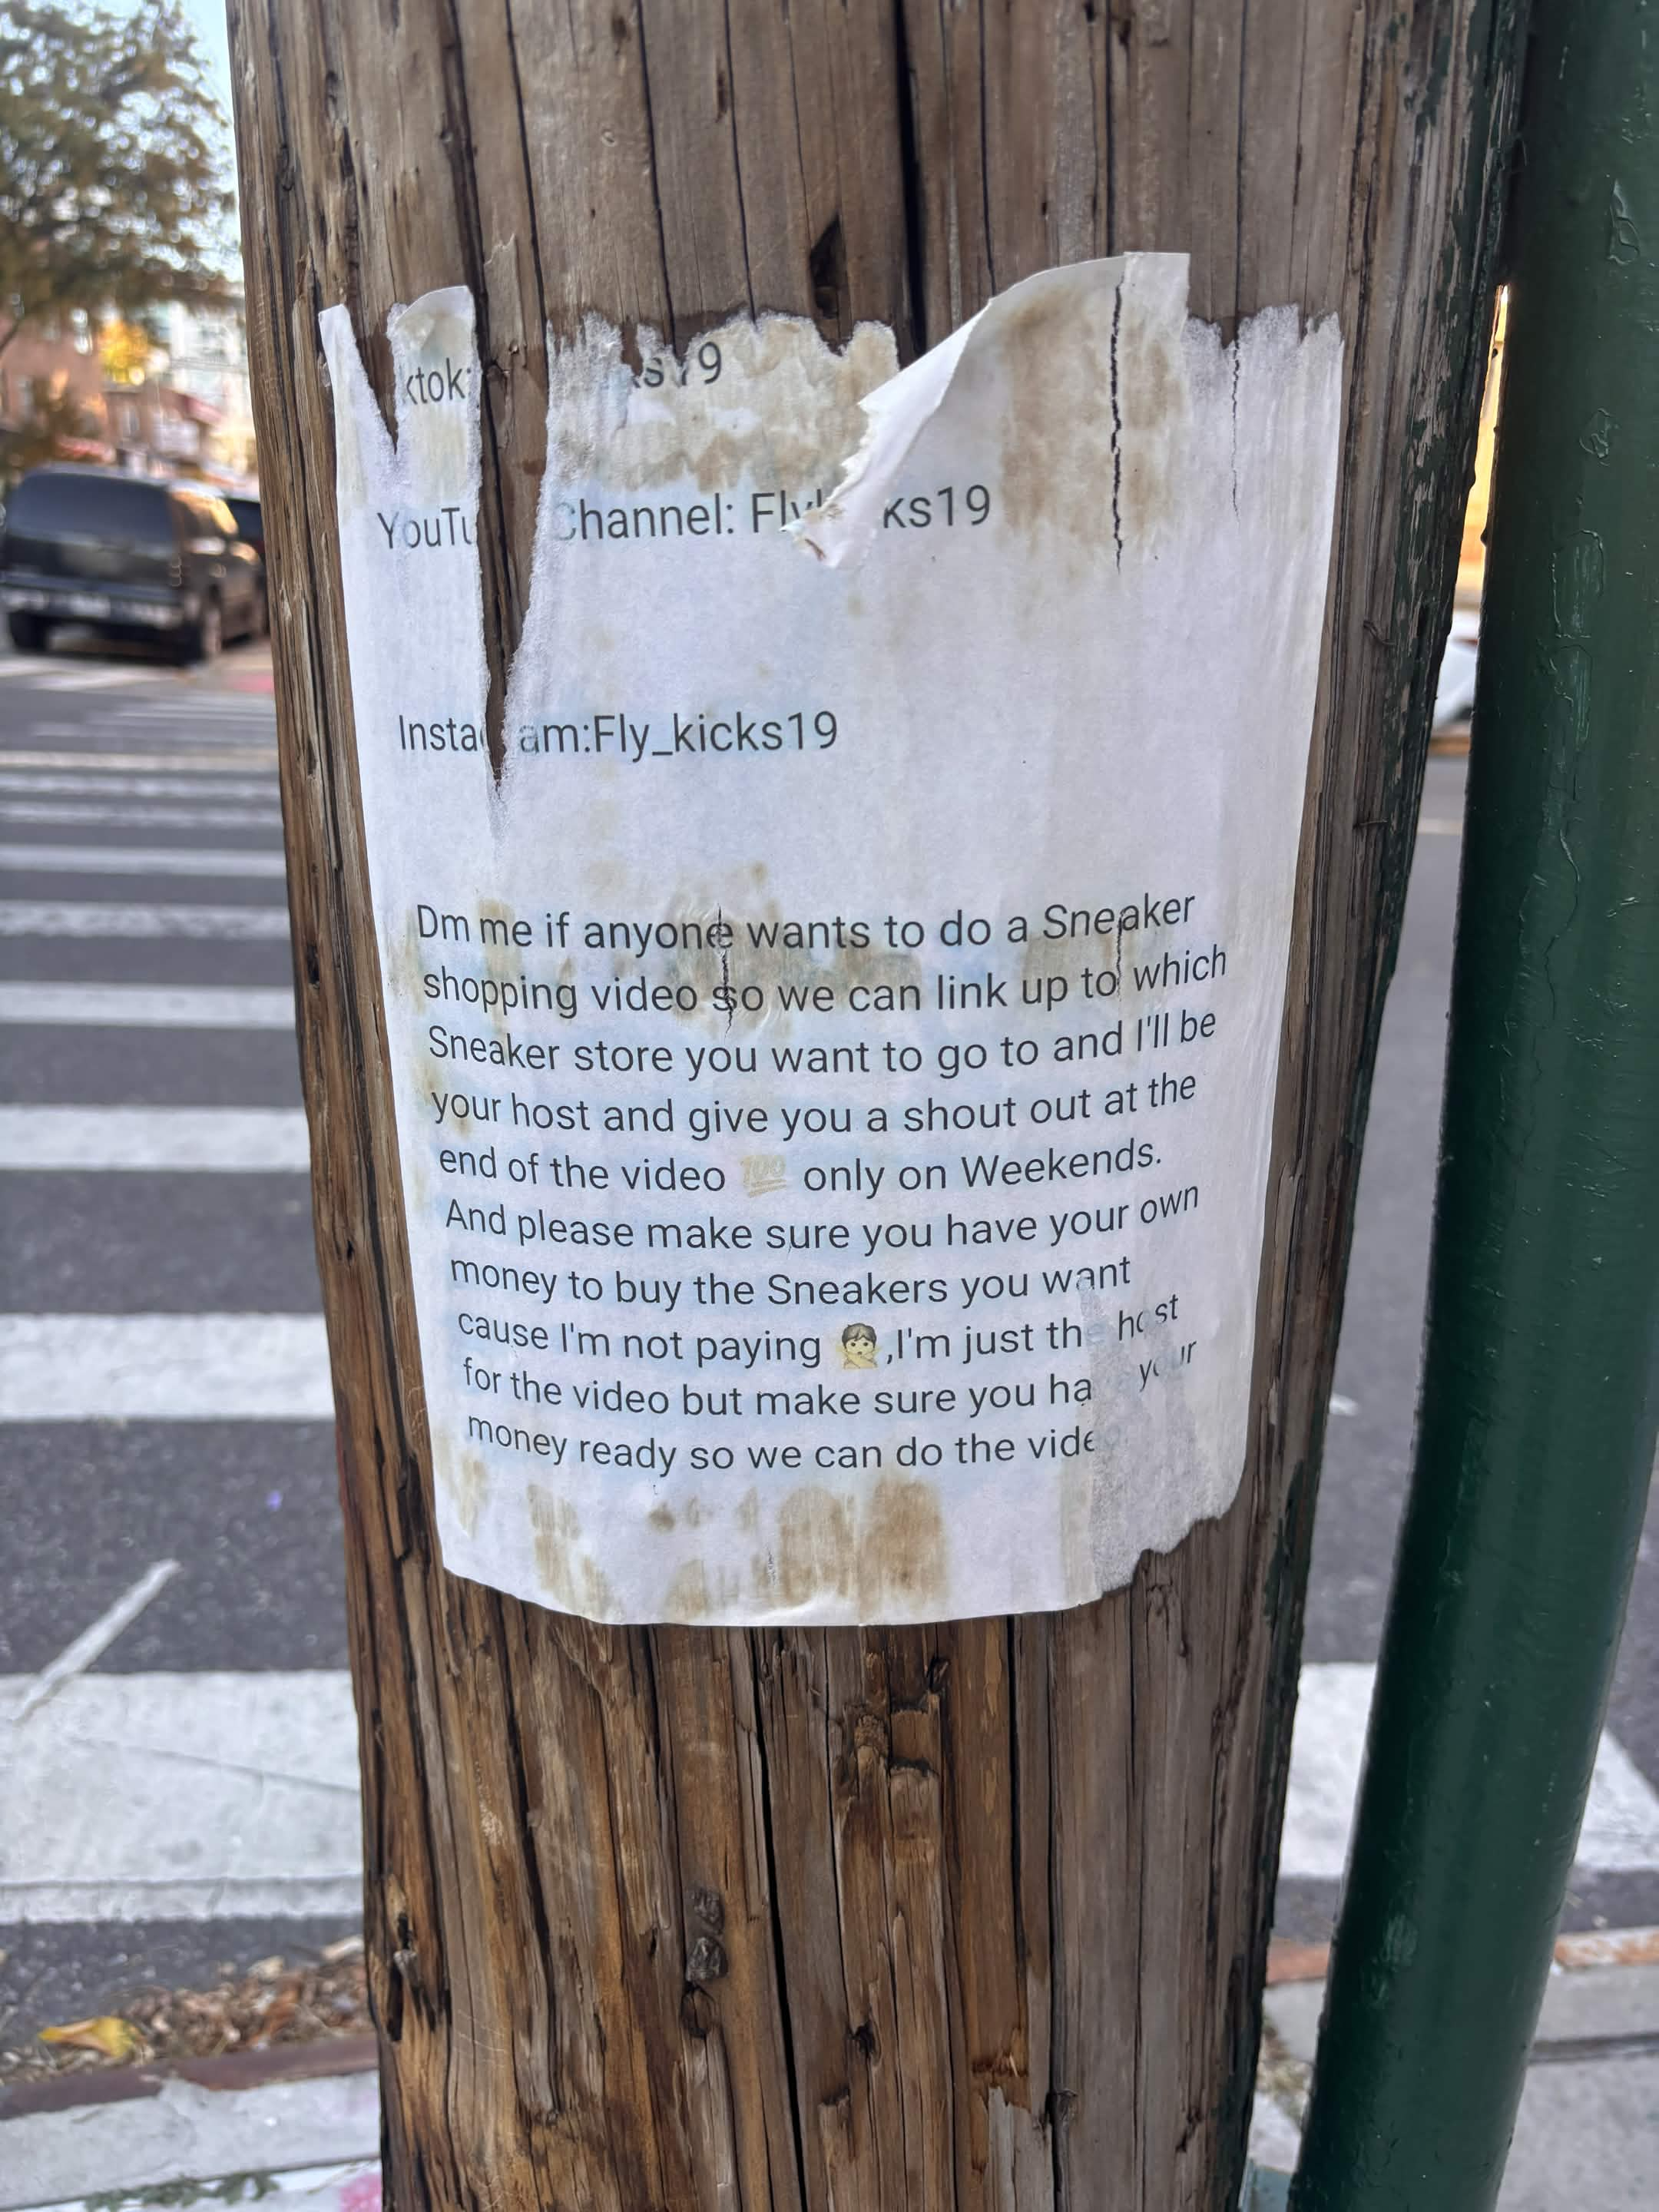 YouTu Channel: Fly ks19
Insta am:Fly_kicks19
Dm me if anyone wants to do a Sneaker
shopping video so we can link up to which
Sneaker store you want to go to and I'll be
your host and give you a shout out at the
end of the video 💯 only on Weekends.
And please make sure you have your own
money to buy the Sneakers you want
cause I'm not paying 🙅,I'm just the host
for the video but make sure you ha your
money ready so we can do the vide